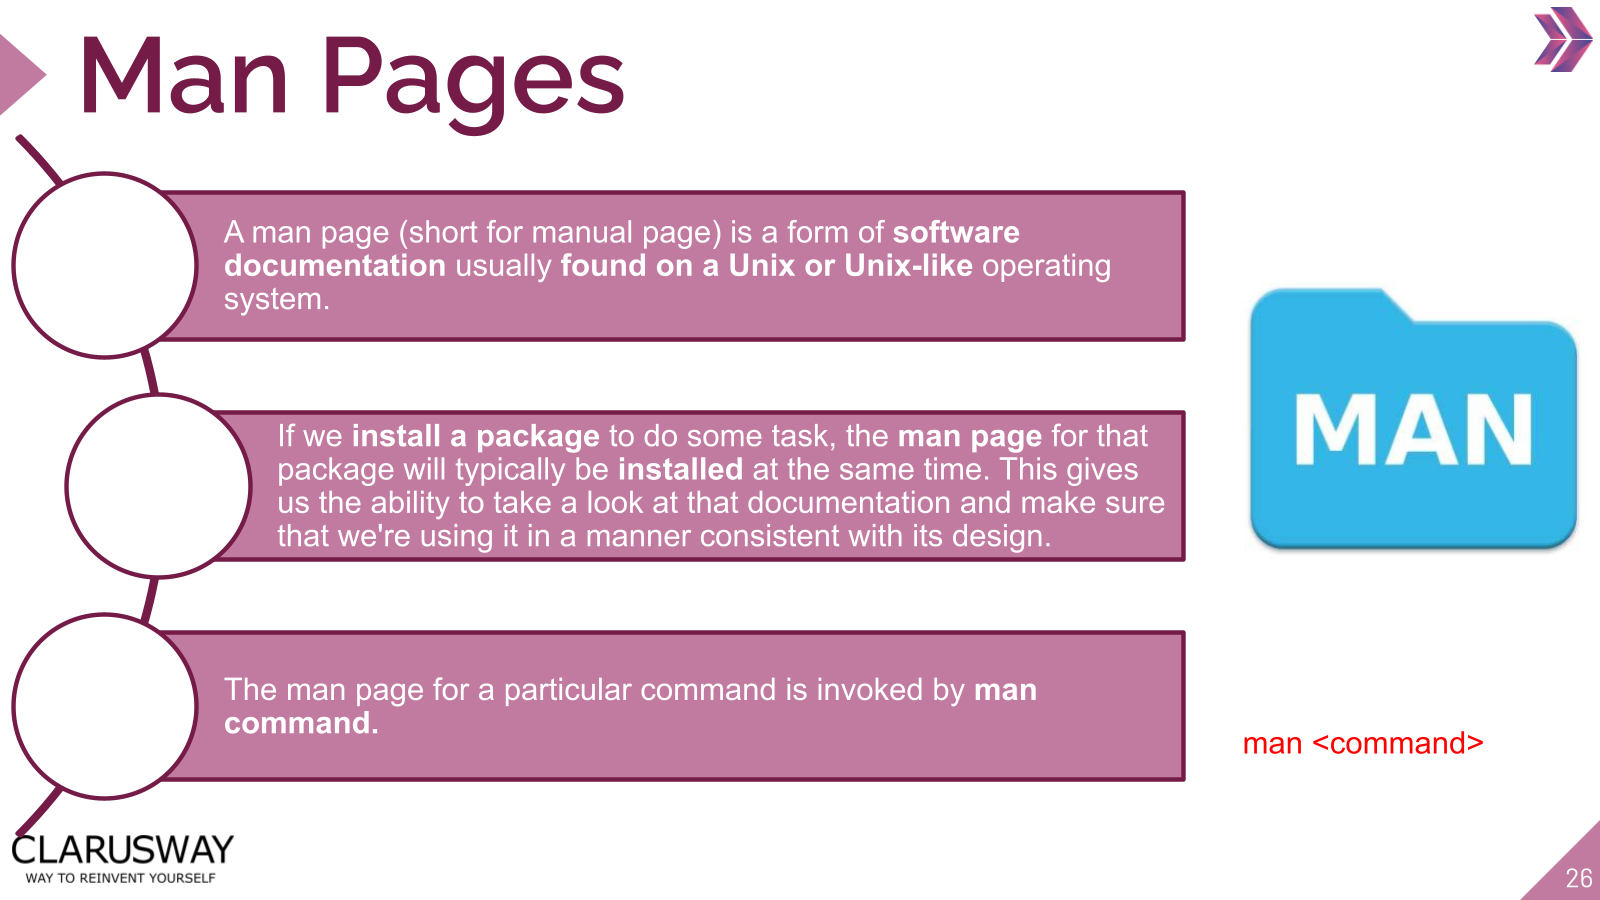 Man Pages
A man page (short for manual page) is a form of software
documentation usually found on a Unix or Unix-like operating
system.
If we install a package to do some task, the man page for that
package will typically be installed at the same time. This gives
us the ability to take a look at that documentation and make sure
that we're using it in a manner consistent with its design.
MAN
The man page for a particular command is invoked by man
command.
man <command>
CLARUSWAY
WAY TO REINVENT YOURSELF
26